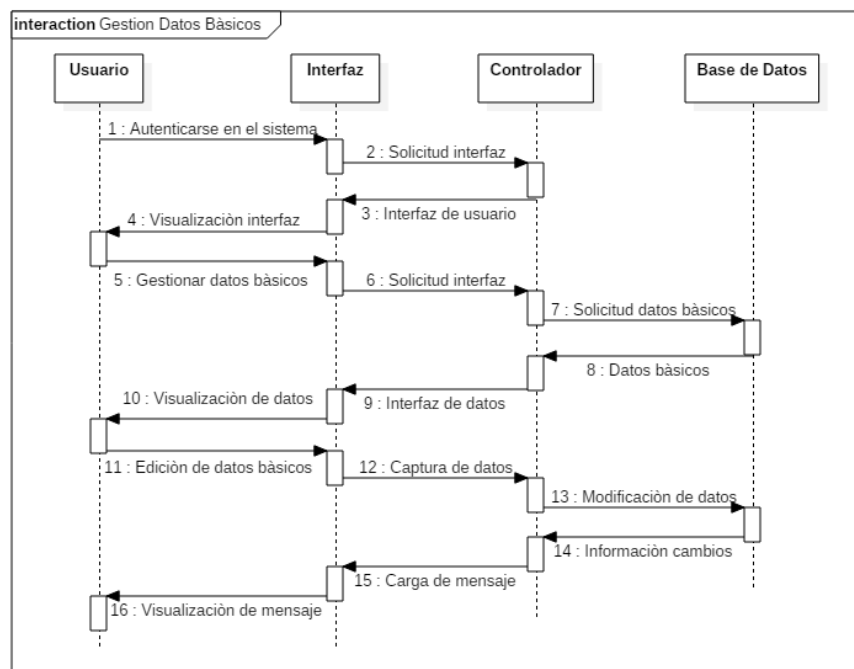 interaction Gestion Datos Bàsicos
Usuario
Interfaz
Controlador
Base de Datos
1 : Autenticarse en el sistema
2 : Solicitud interfaz
3 : Interfaz de usuario
4 : Visualizaciòn interfaz
5 : Gestionar datos bàsicos
6 : Solicitud interfaz
7 : Solicitud datos bàsicos
8 : Datos bàsicos
9 : Interfaz de datos
10 : Visualizaciòn de datos
11 : Ediciòn de datos bàsicos
12 : Captura de datos
13 : Modificaciòn de datos
14 : Informaciòn cambios
15 : Carga de mensaje
16 : Visualizaciòn de mensaje